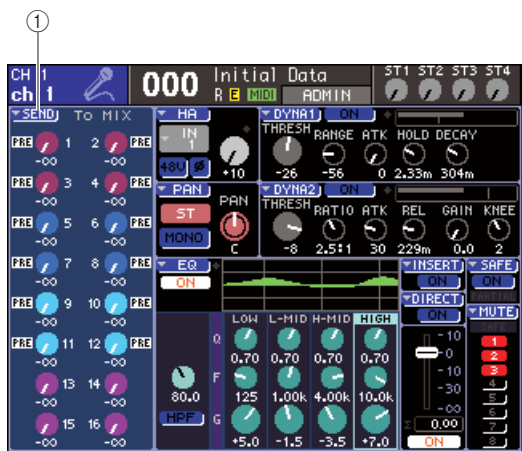 1
CH 1
ch 1
000 Initial Data
R E MIDI ADMIN
ST1 ST2 ST3 ST4
SEND To MIX
PRE 1 2 PRE
-∞ -∞
PRE 3 4 PRE
-∞ -∞
PRE 5 6 PRE
-∞ -∞
PRE 7 8 PRE
-∞ -∞
PRE 9 10 PRE
-∞ -∞
PRE 11 12 PRE
-∞ -∞
13 14
-∞ -∞
15 16
-∞ -∞
HA
IN
1
48V ø
+10
DYNA1 ON
THRESH RANGE ATK HOLD DECAY
-26 -56 0 2.33m 304m
PAN
ST
MONO
PAN
C
DYNA2 ON
THRESH RATIO ATK REL GAIN KNEE
-8 2.5:1 30 229m 0.0 2
EQ
ON
LOW L-MID H-MID HIGH
Q
0.70 0.70 0.70 0.70
F
80.0 125 1.00k 4.00k 10.0k
HPF
G
+5.0 -1.5 -3.5 +7.0
INSERT
ON
DIRECT
ON
10
0
-10
-30
-∞
Σ 0.00
ON
SAFE
ON
PARTIAL
MUTE
SAFE
1
2
3
4
5
6
7
8